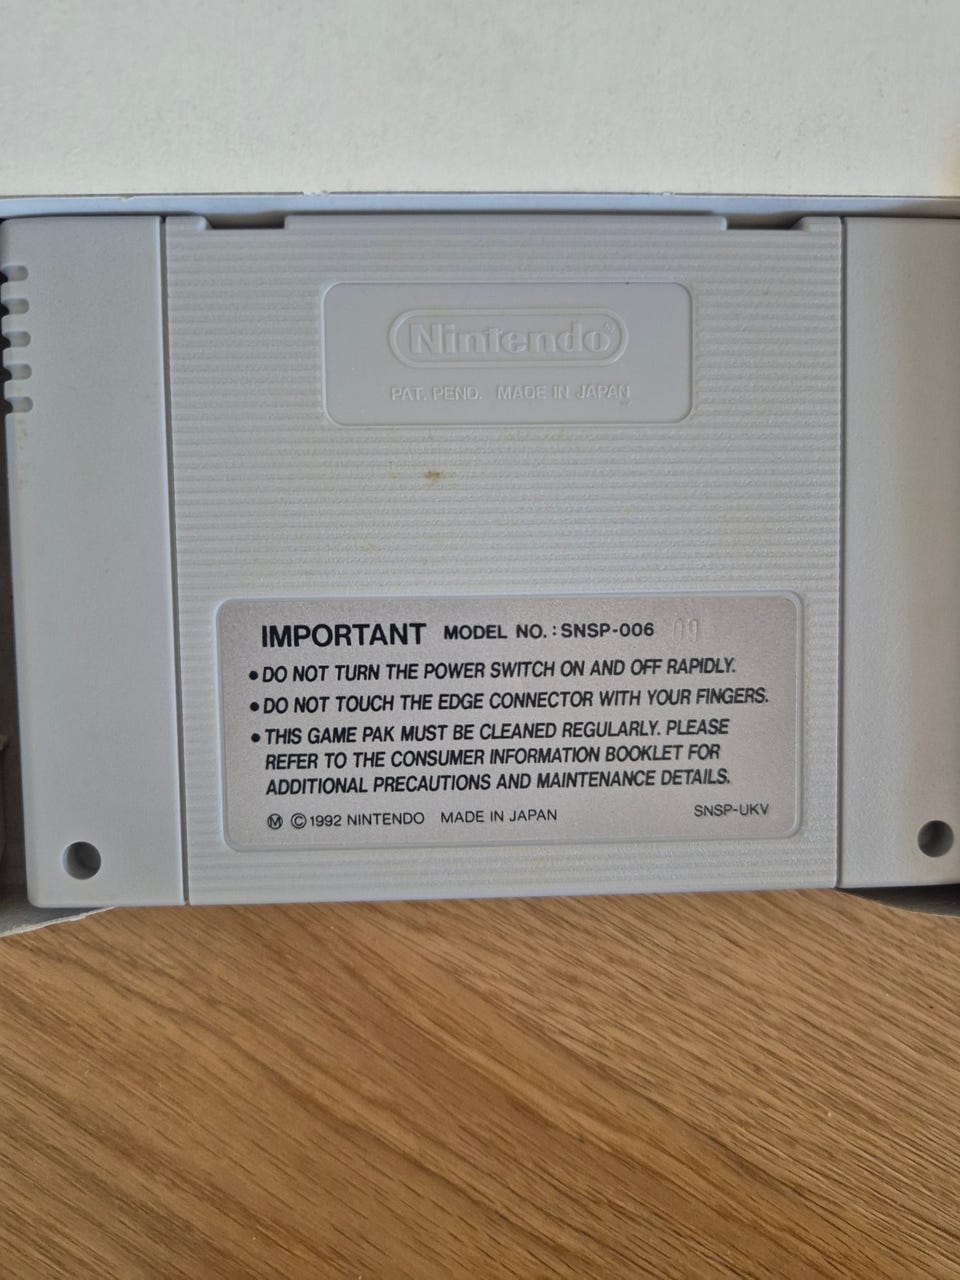 Nintendo®
PAT. PEND. MADE IN JAPAN
IMPORTANT MODEL NO.: SNSP-006 09
• DO NOT TURN THE POWER SWITCH ON AND OFF RAPIDLY.
• DO NOT TOUCH THE EDGE CONNECTOR WITH YOUR FINGERS.
• THIS GAME PAK MUST BE CLEANED REGULARLY. PLEASE
REFER TO THE CONSUMER INFORMATION BOOKLET FOR
ADDITIONAL PRECAUTIONS AND MAINTENANCE DETAILS.
Ⓜ ©1992 NINTENDO MADE IN JAPAN SNSP-UKV